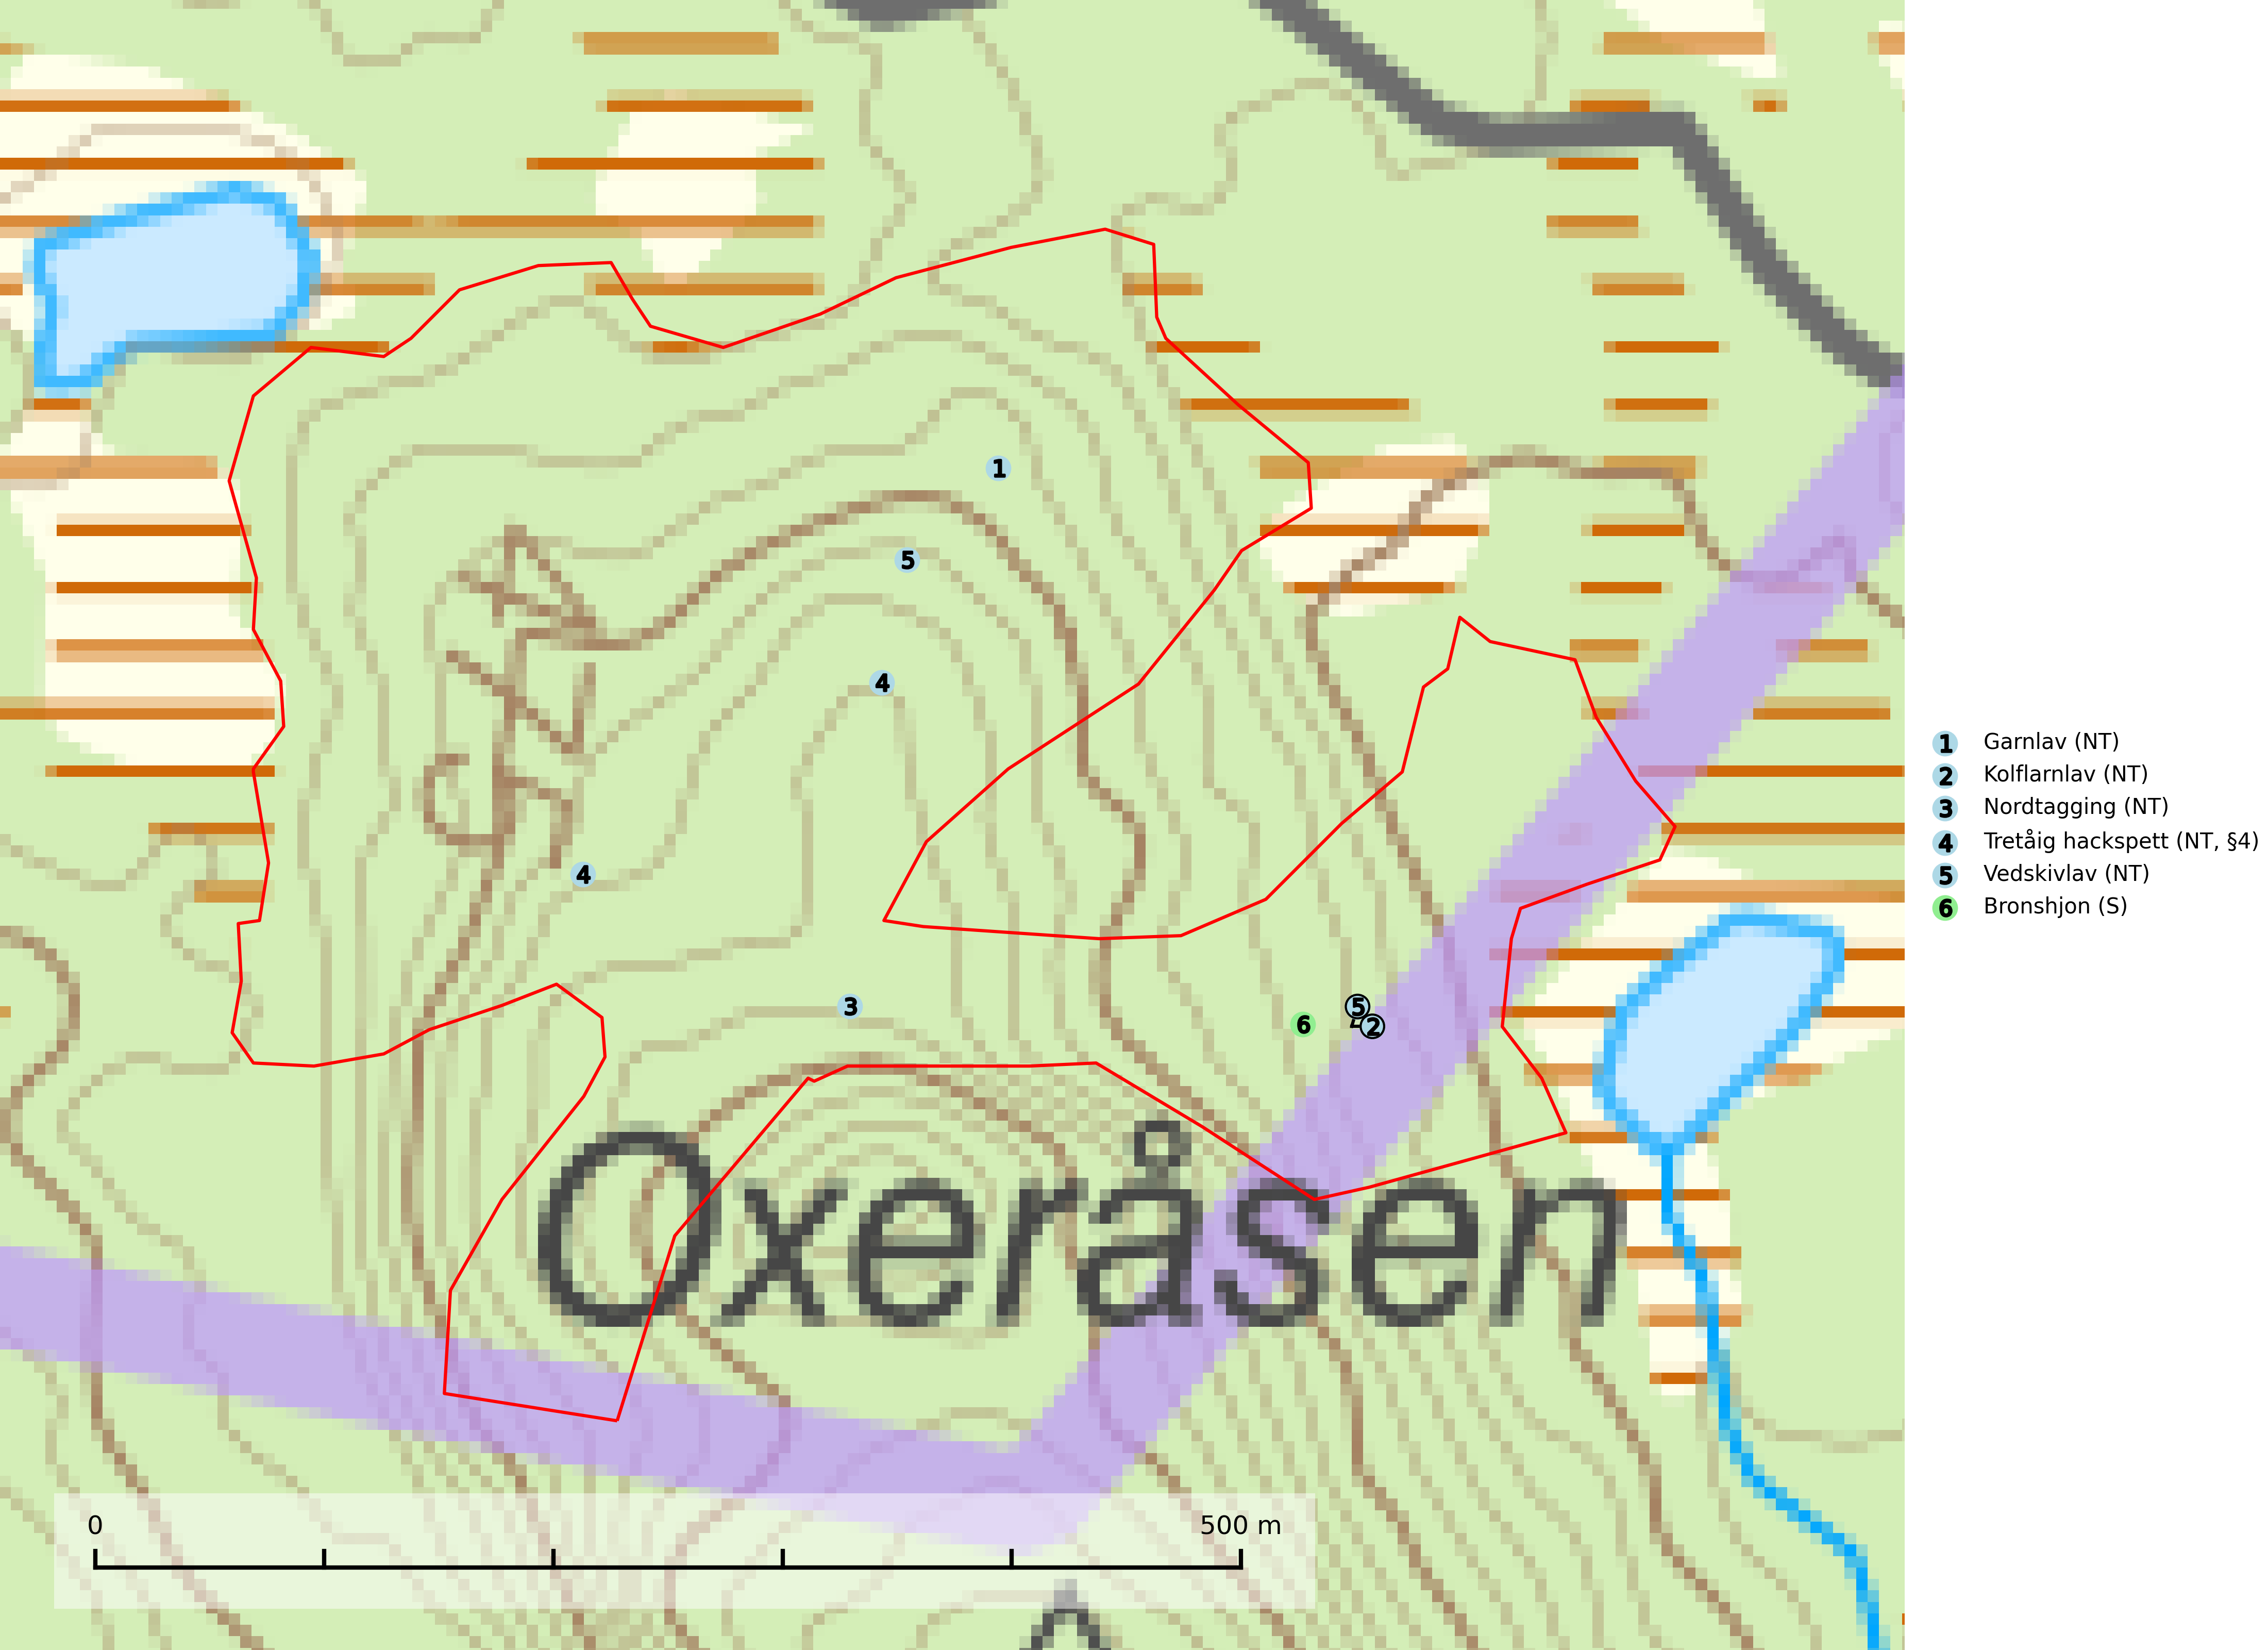 1
5
4
4
3
5
6
2
Oxeråsen
0
500 m
1 Garnlav (NT)
2 Kolflarnlav (NT)
3 Nordtagging (NT)
4 Tretåig hackspett (NT, §4)
5 Vedskivlav (NT)
6 Bronshjon (S)